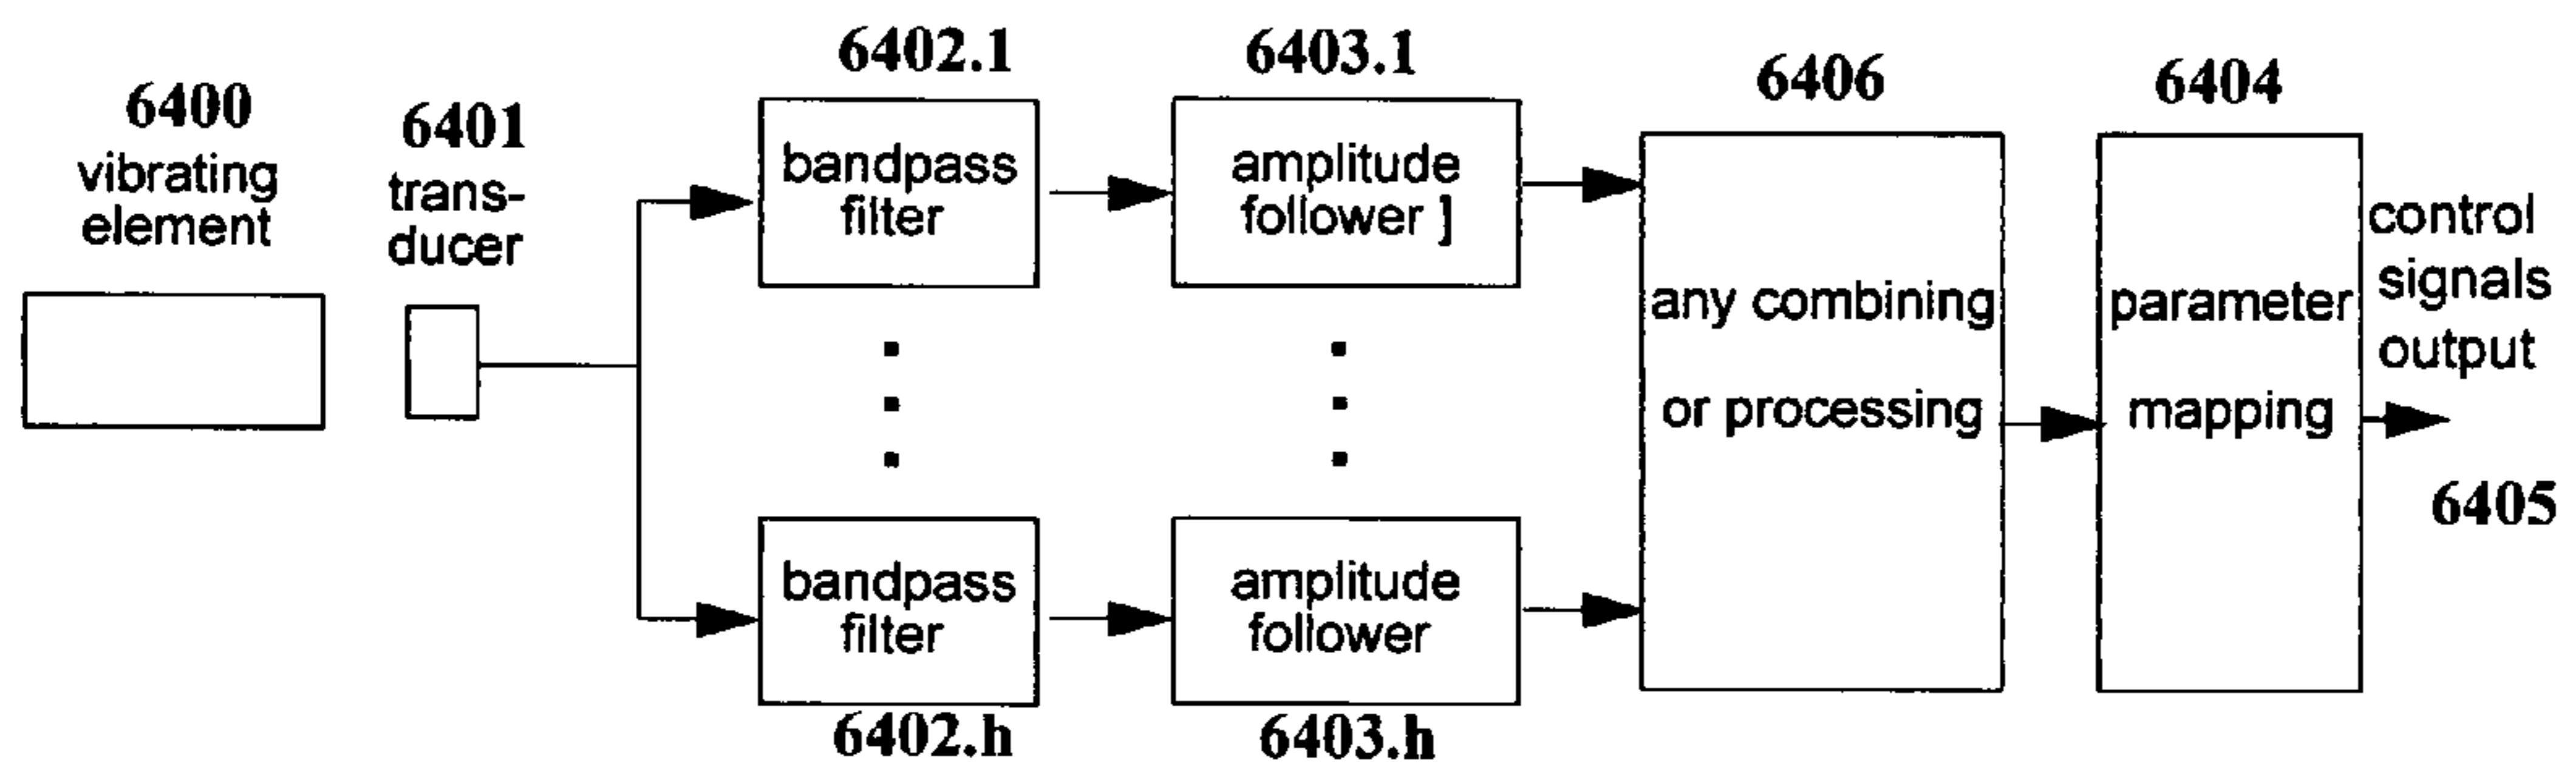 6400
vibrating
element
6401
trans-
ducer
6402.1
bandpass
filter
6403.1
amplitude
follower ]
6402.h
bandpass
filter
6403.h
amplitude
follower
6406
any combining
or processing
6404
parameter
mapping
control
signals
output
6405